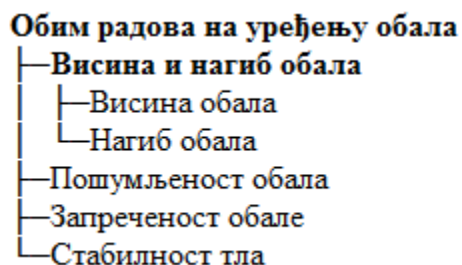 Обим радова на уређењу обала
Висина и нагиб обала
Висина обала
Нагиб обала
Пошумљеност обала
Запреченост обале
Стабилност тла